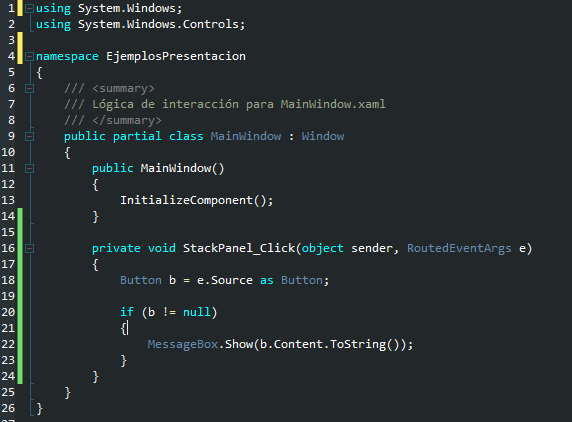 1 using System.Windows;
2 using System.Windows.Controls;
3
4 namespace EjemplosPresentacion
5 {
6 /// <summary>
7 /// Lógica de interacción para MainWindow.xaml
8 /// </summary>
9 public partial class MainWindow : Window
10 {
11 public MainWindow()
12 {
13 InitializeComponent();
14 }
15
16 private void StackPanel_Click(object sender, RoutedEventArgs e)
17 {
18 Button b = e.Source as Button;
19
20 if (b != null)
21 {
22 MessageBox.Show(b.Content.ToString());
23 }
24 }
25 }
26 }